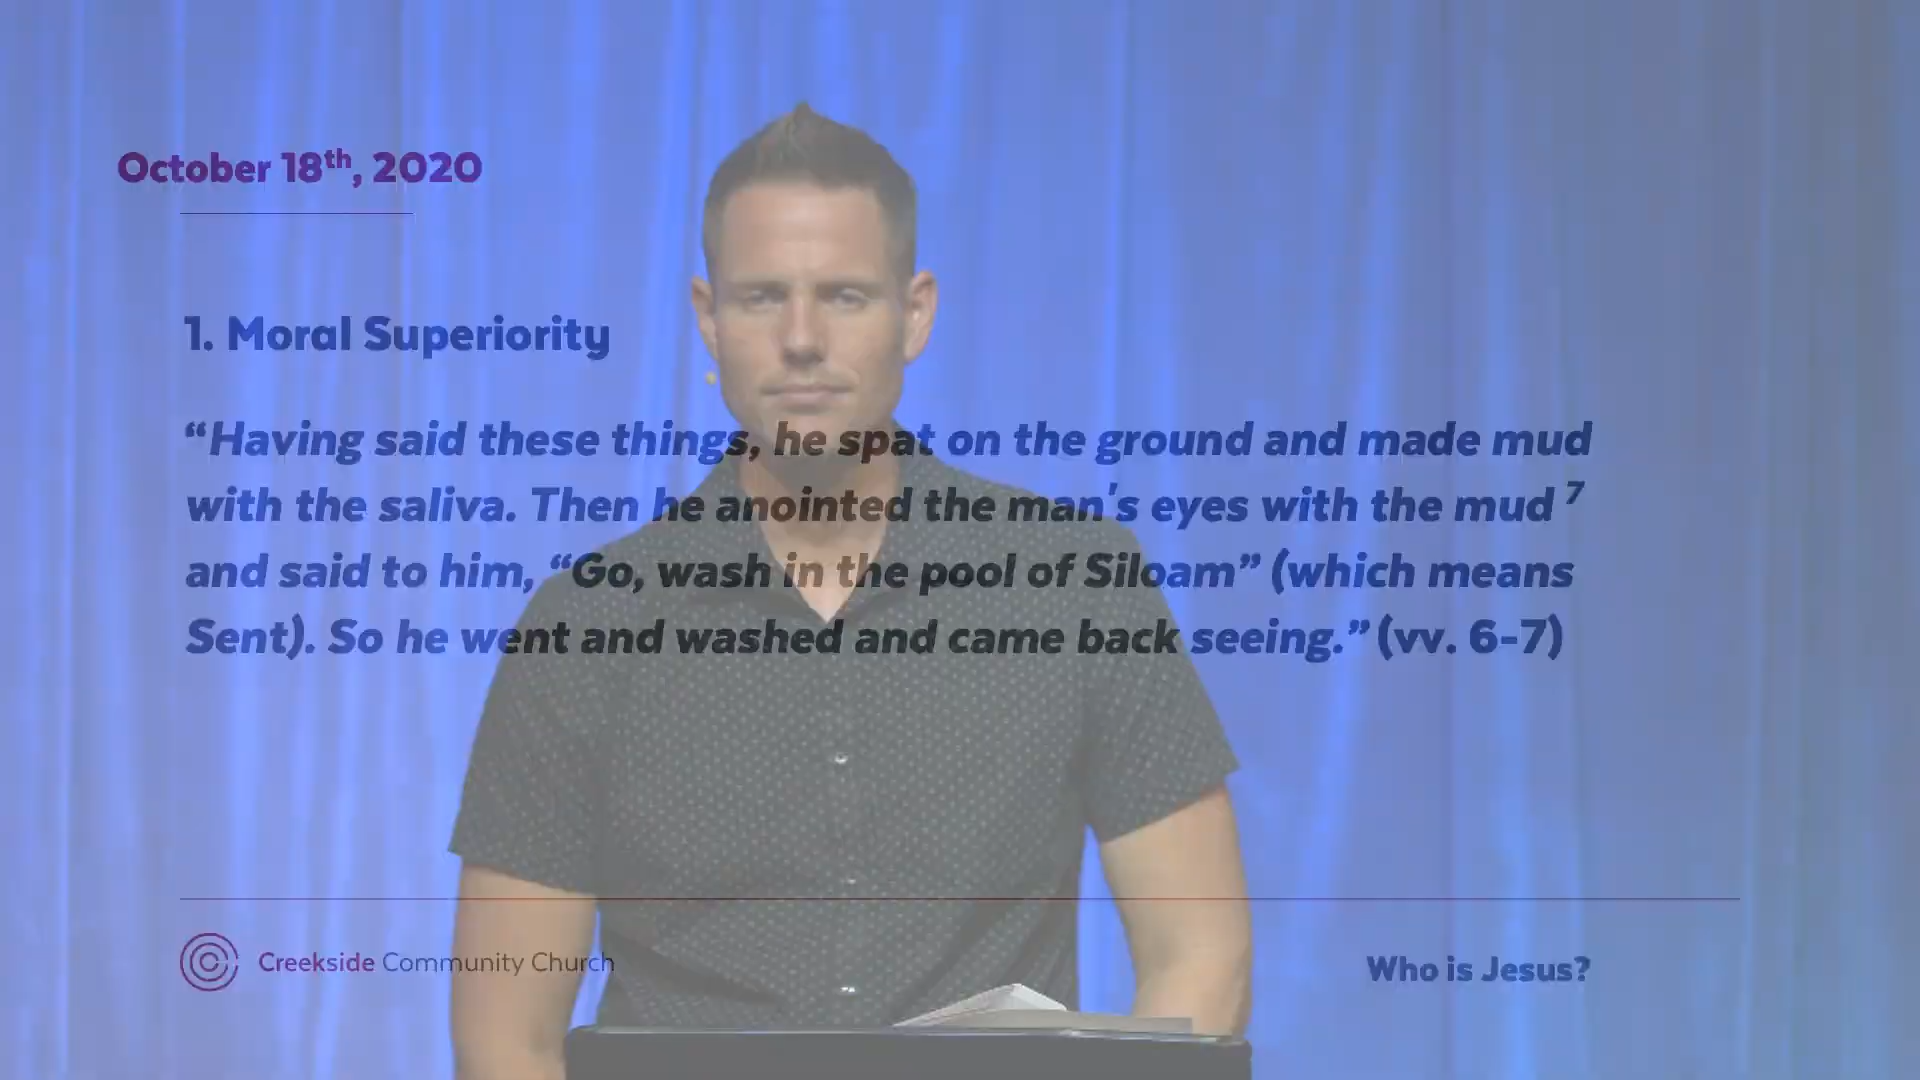 October 18th, 2020
1. Moral Superiority
“Having said these things, he spat on the ground and made mud
with the saliva. Then he anointed the man's eyes with the mud 7
and said to him, “Go, wash in the pool of Siloam” (which means
Sent). So he went and washed and came back seeing.” (vv. 6-7)
Creekside Community Church
Who is Jesus?